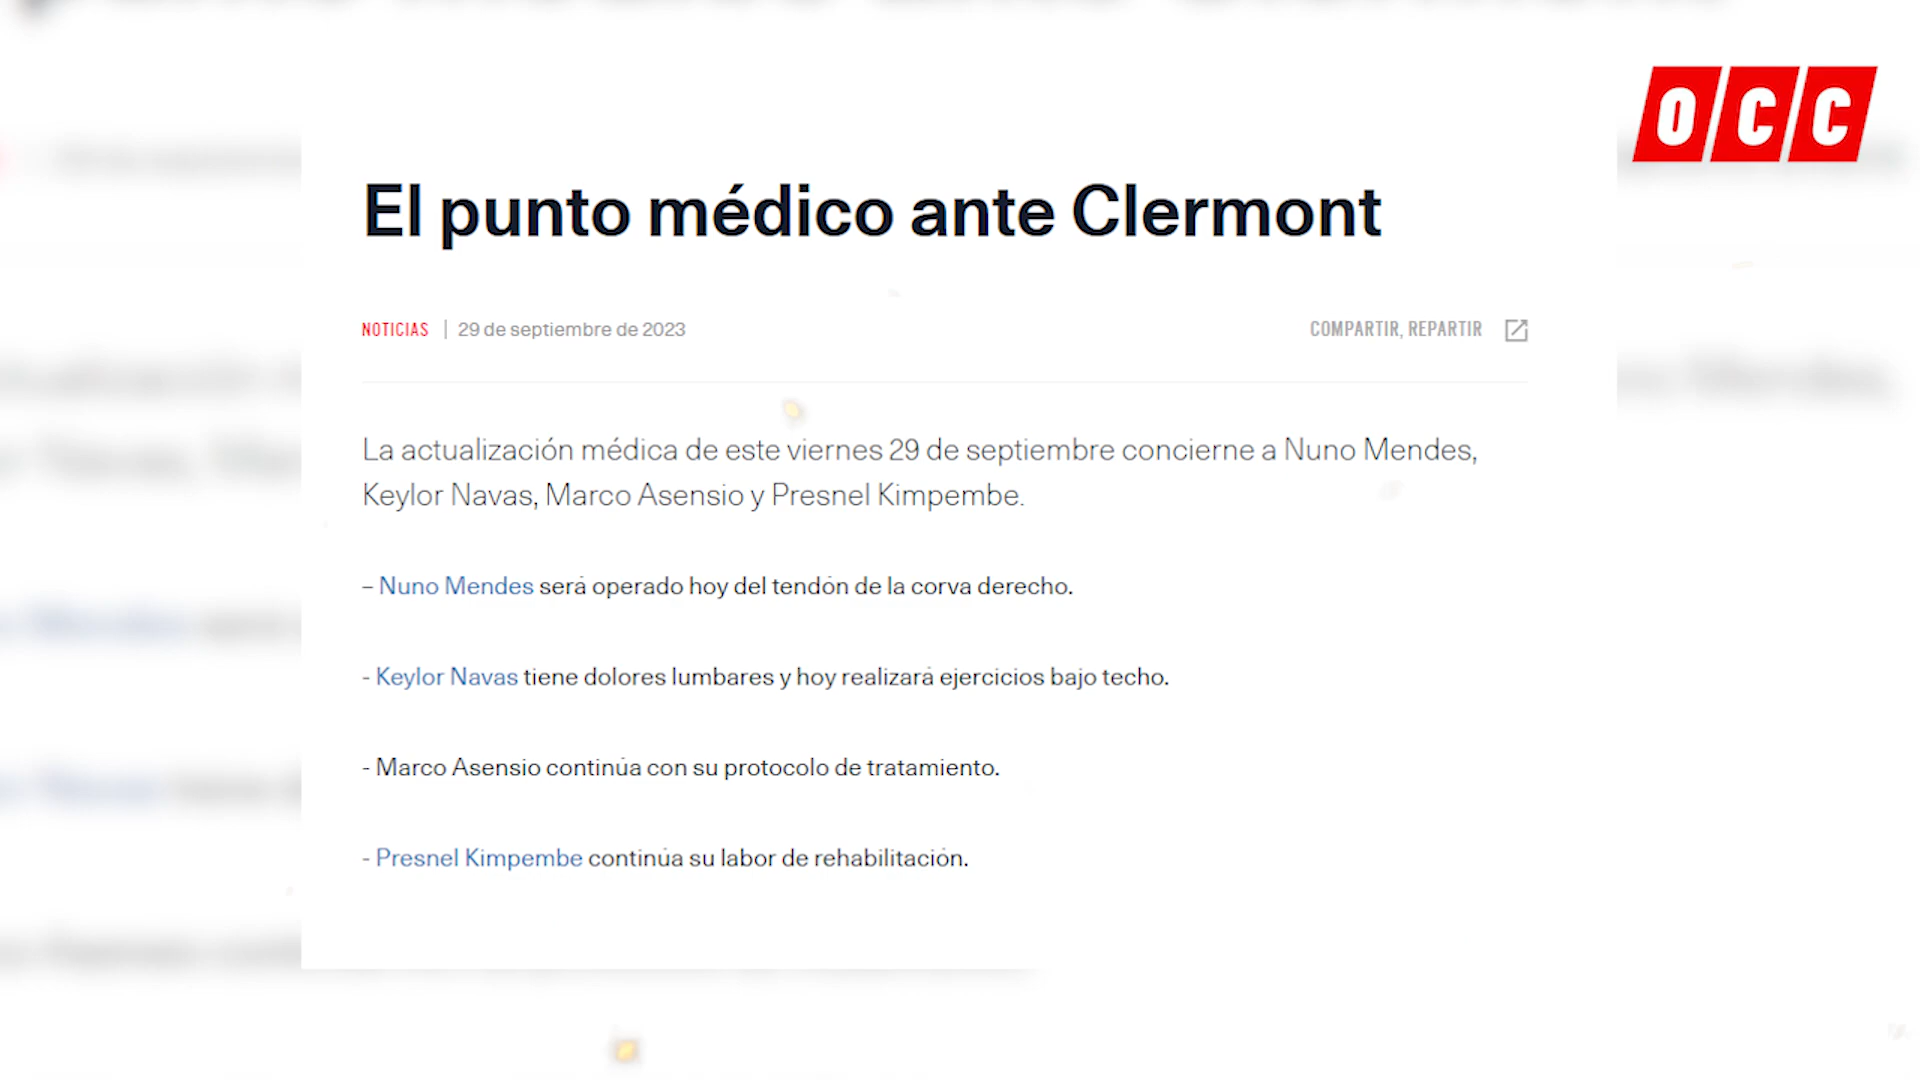 OCC
El punto médico ante Clermont
NOTICIAS | 29 de septiembre de 2023
COMPARTIR, REPARTIR
La actualización médica de este viernes 29 de septiembre concierne a Nuno Mendes,
Keylor Navas, Marco Asensio y Presnel Kimpembe.
– Nuno Mendes será operado hoy del tendón de la corva derecho.
- Keylor Navas tiene dolores lumbares y hoy realizará ejercicios bajo techo.
- Marco Asensio continúa con su protocolo de tratamiento.
- Presnel Kimpembe continúa su labor de rehabilitación.